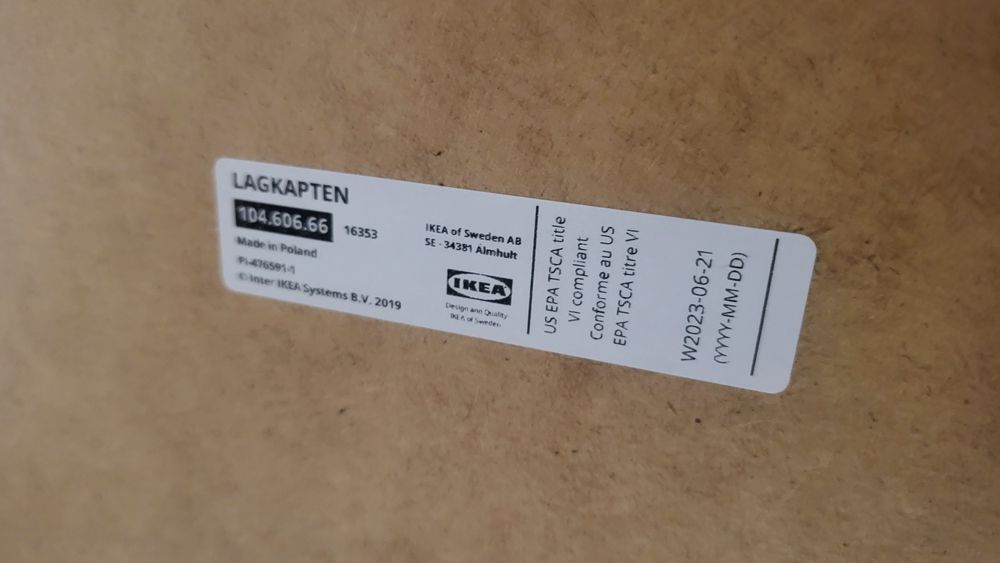 LAGKAPTEN
104.606.66 16353
Made in Poland
PI-476591-1
© Inter IKEA Systems B.V. 2019
IKEA of Sweden AB
SE - 34381 Älmhult
IKEA
Design and Quality
IKEA of Sweden
US EPA TSCA title
VI compliant
Conforme au US
EPA TSCA titre VI
W2023-06-21
(YYYY-MM-DD)